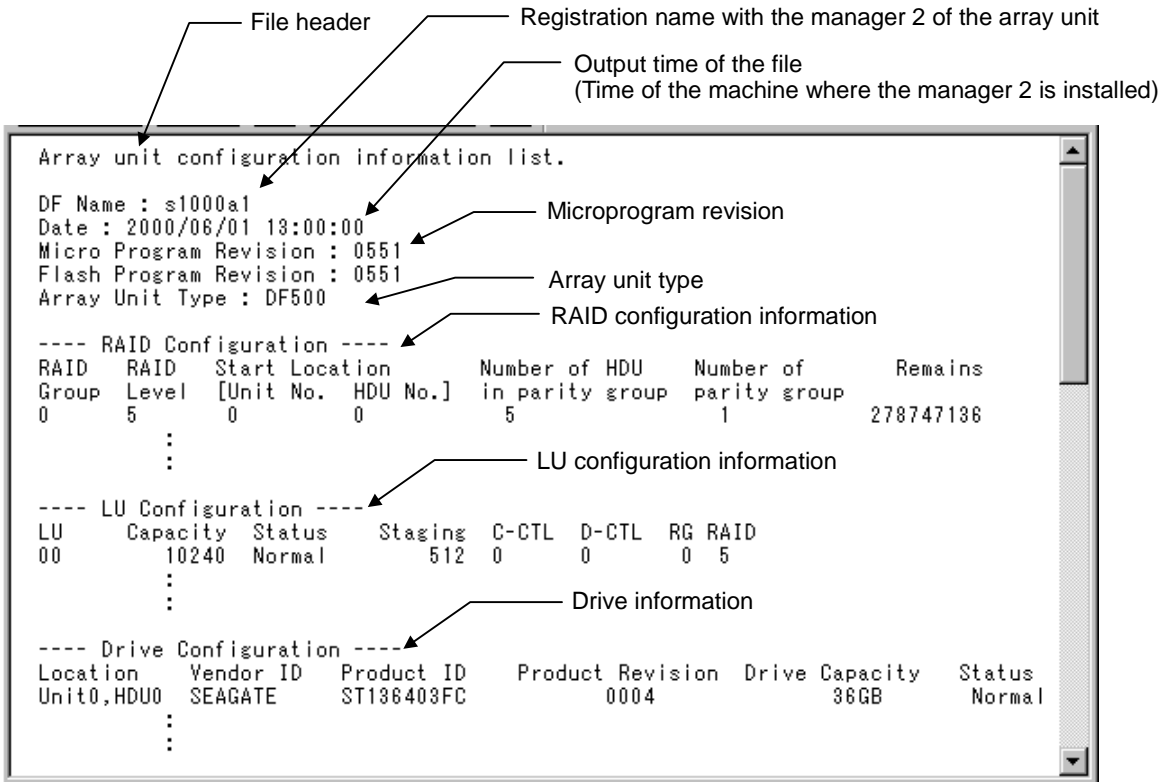 File header
Registration name with the manager 2 of the array unit
Output time of the file
(Time of the machine where the manager 2 is installed)
Array unit configuration information list.
DF Name : s1000a1
Date : 2000/06/01 13:00:00
Microprogram revision
Micro Program Revision : 0551
Flash Program Revision : 0551
Array unit type
Array Unit Type : DF500
RAID configuration information
---- RAID Configuration ----
RAID RAID Start Location Number of HDU Number of Remains
Group Level [Unit No. HDU No.] in parity group parity group
0 5 0 0 5 1 278747136
:
:
LU configuration information
---- LU Configuration ----
LU Capacity Status Staging C-CTL D-CTL RG RAID
00 10240 Normal 512 0 0 0 5
:
:
Drive information
---- Drive Configuration ----
Location Vendor ID Product ID Product Revision Drive Capacity Status
Unit0,HDU0 SEAGATE ST136403FC 0004 36GB Normal
:
: